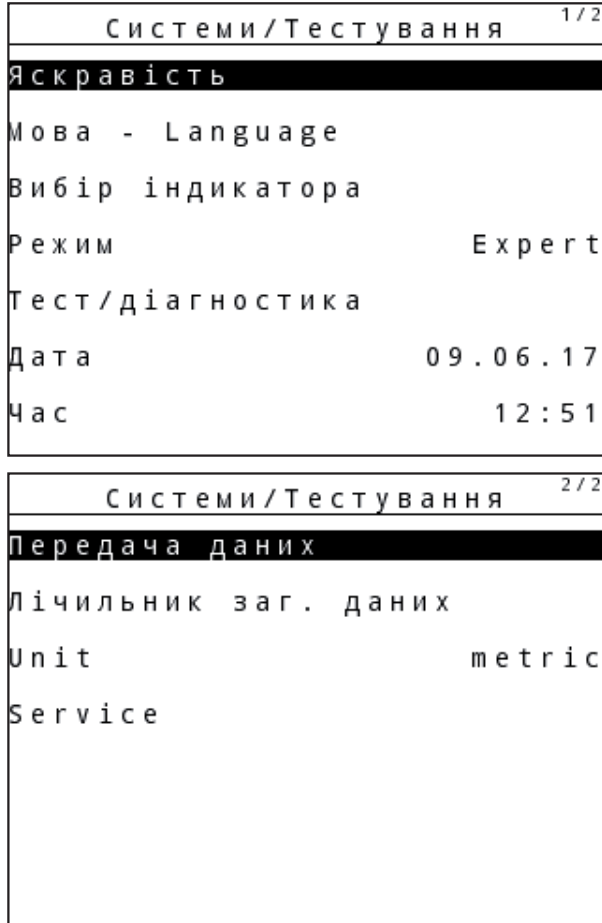 Системи/Тестування 1/2
Яскравість
Мова - Language
Вибір індикатора
Режим Expert
Тест/діагностика
Дата 09.06.17
Час 12:51
Системи/Тестування 2/2
Передача даних
Лічильник заг. даних
Unit metric
Service